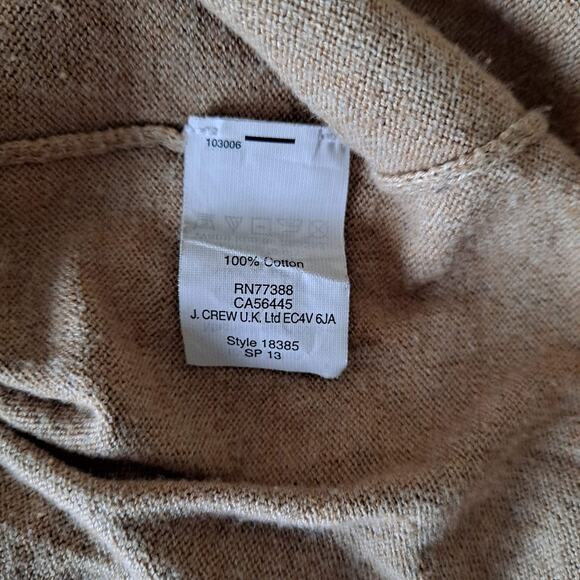 103006
100% Cotton
RN77388
CA56445
J. CREW U.K. Ltd EC4V 6JA
Style 18385
SP 13